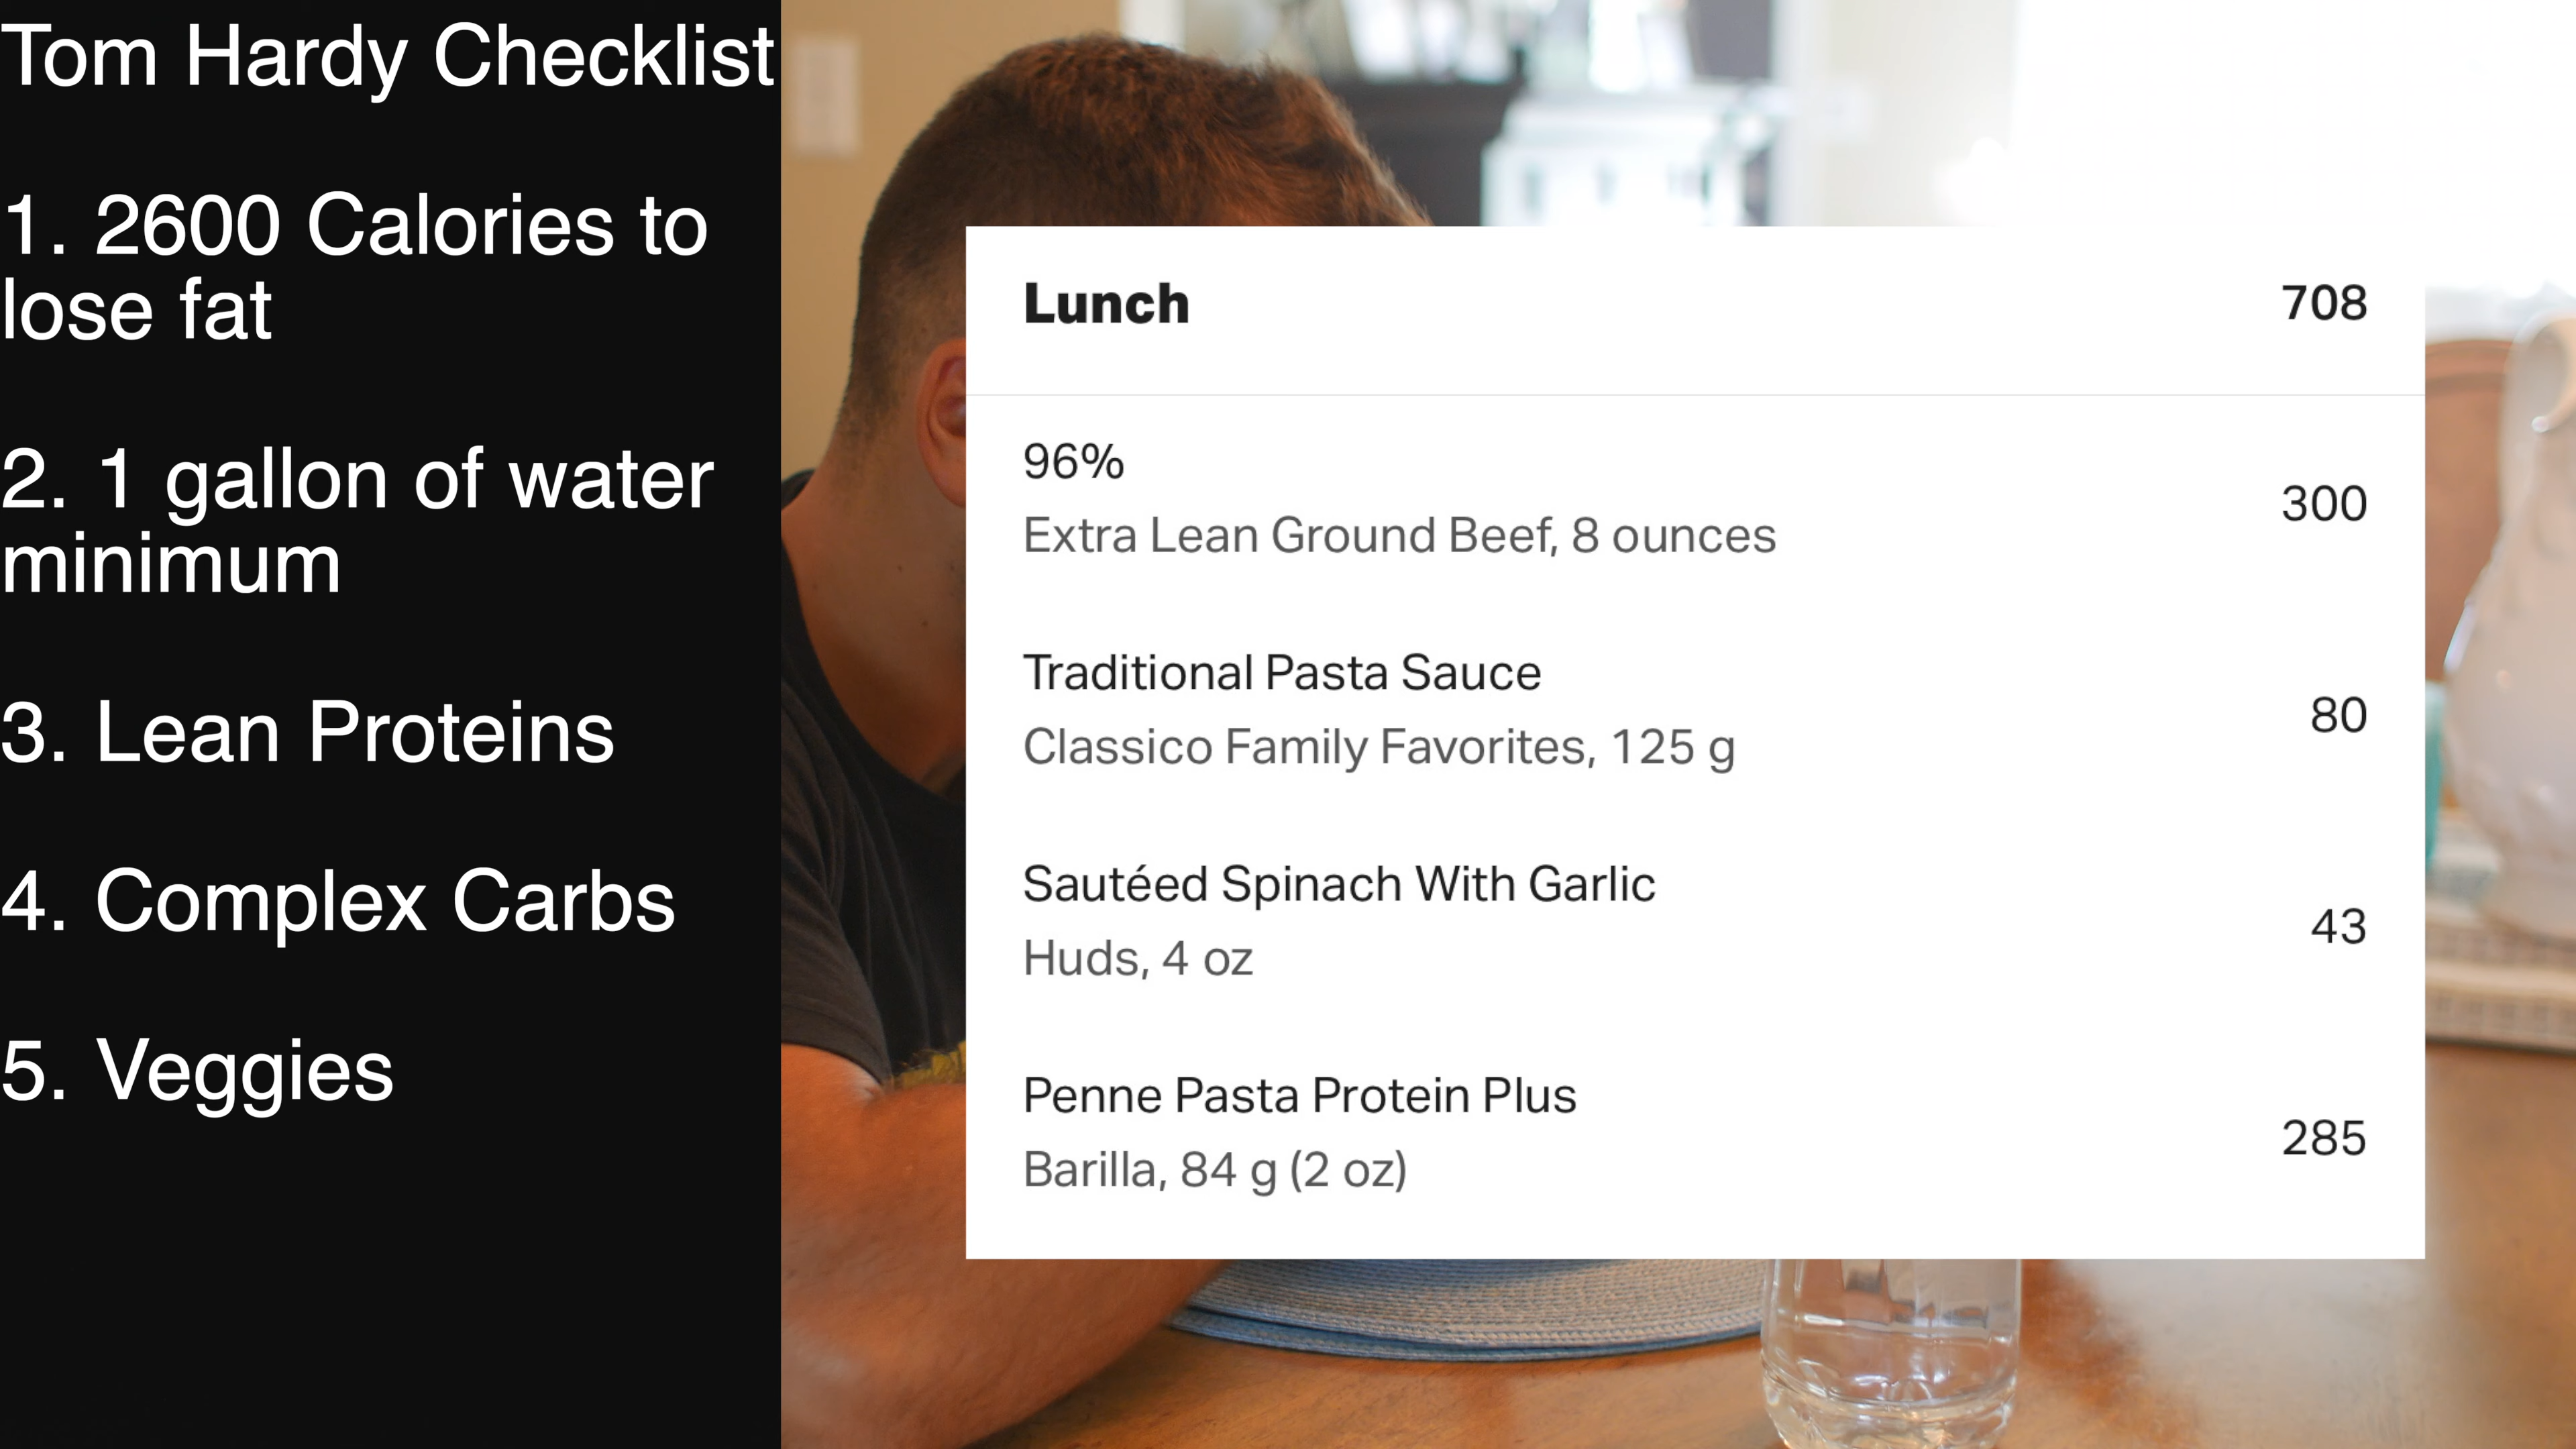 Tom Hardy Checklist
1. 2600 Calories to
lose fat
2. 1 gallon of water
minimum
3. Lean Proteins
4. Complex Carbs
5. Veggies
Lunch 708
96%
Extra Lean Ground Beef, 8 ounces 300
Traditional Pasta Sauce
Classico Family Favorites, 125 g 80
Sautéed Spinach With Garlic
Huds, 4 oz 43
Penne Pasta Protein Plus
Barilla, 84 g (2 oz) 285